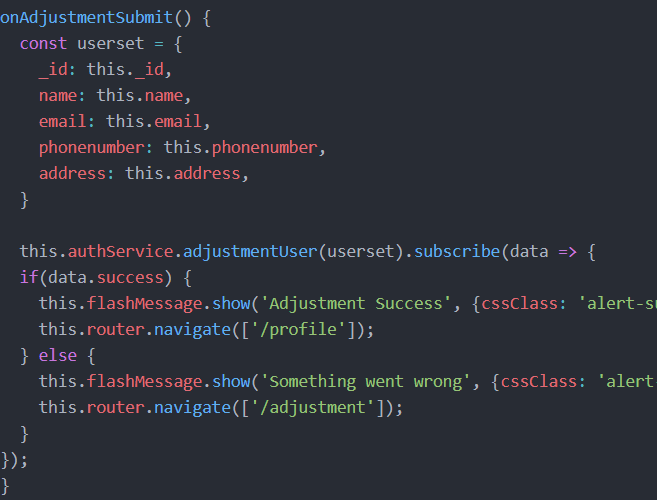 onAdjustmentSubmit() {
const userset = {
_id: this._id,
name: this.name,
email: this.email,
phonenumber: this.phonenumber,
address: this.address,
}
this.authService.adjustmentUser(userset).subscribe(data => {
if(data.success) {
this.flashMessage.show('Adjustment Success', {cssClass: 'alert-su
this.router.navigate(['/profile']);
} else {
this.flashMessage.show('Something went wrong', {cssClass: 'alert
this.router.navigate(['/adjustment']);
}
});
}